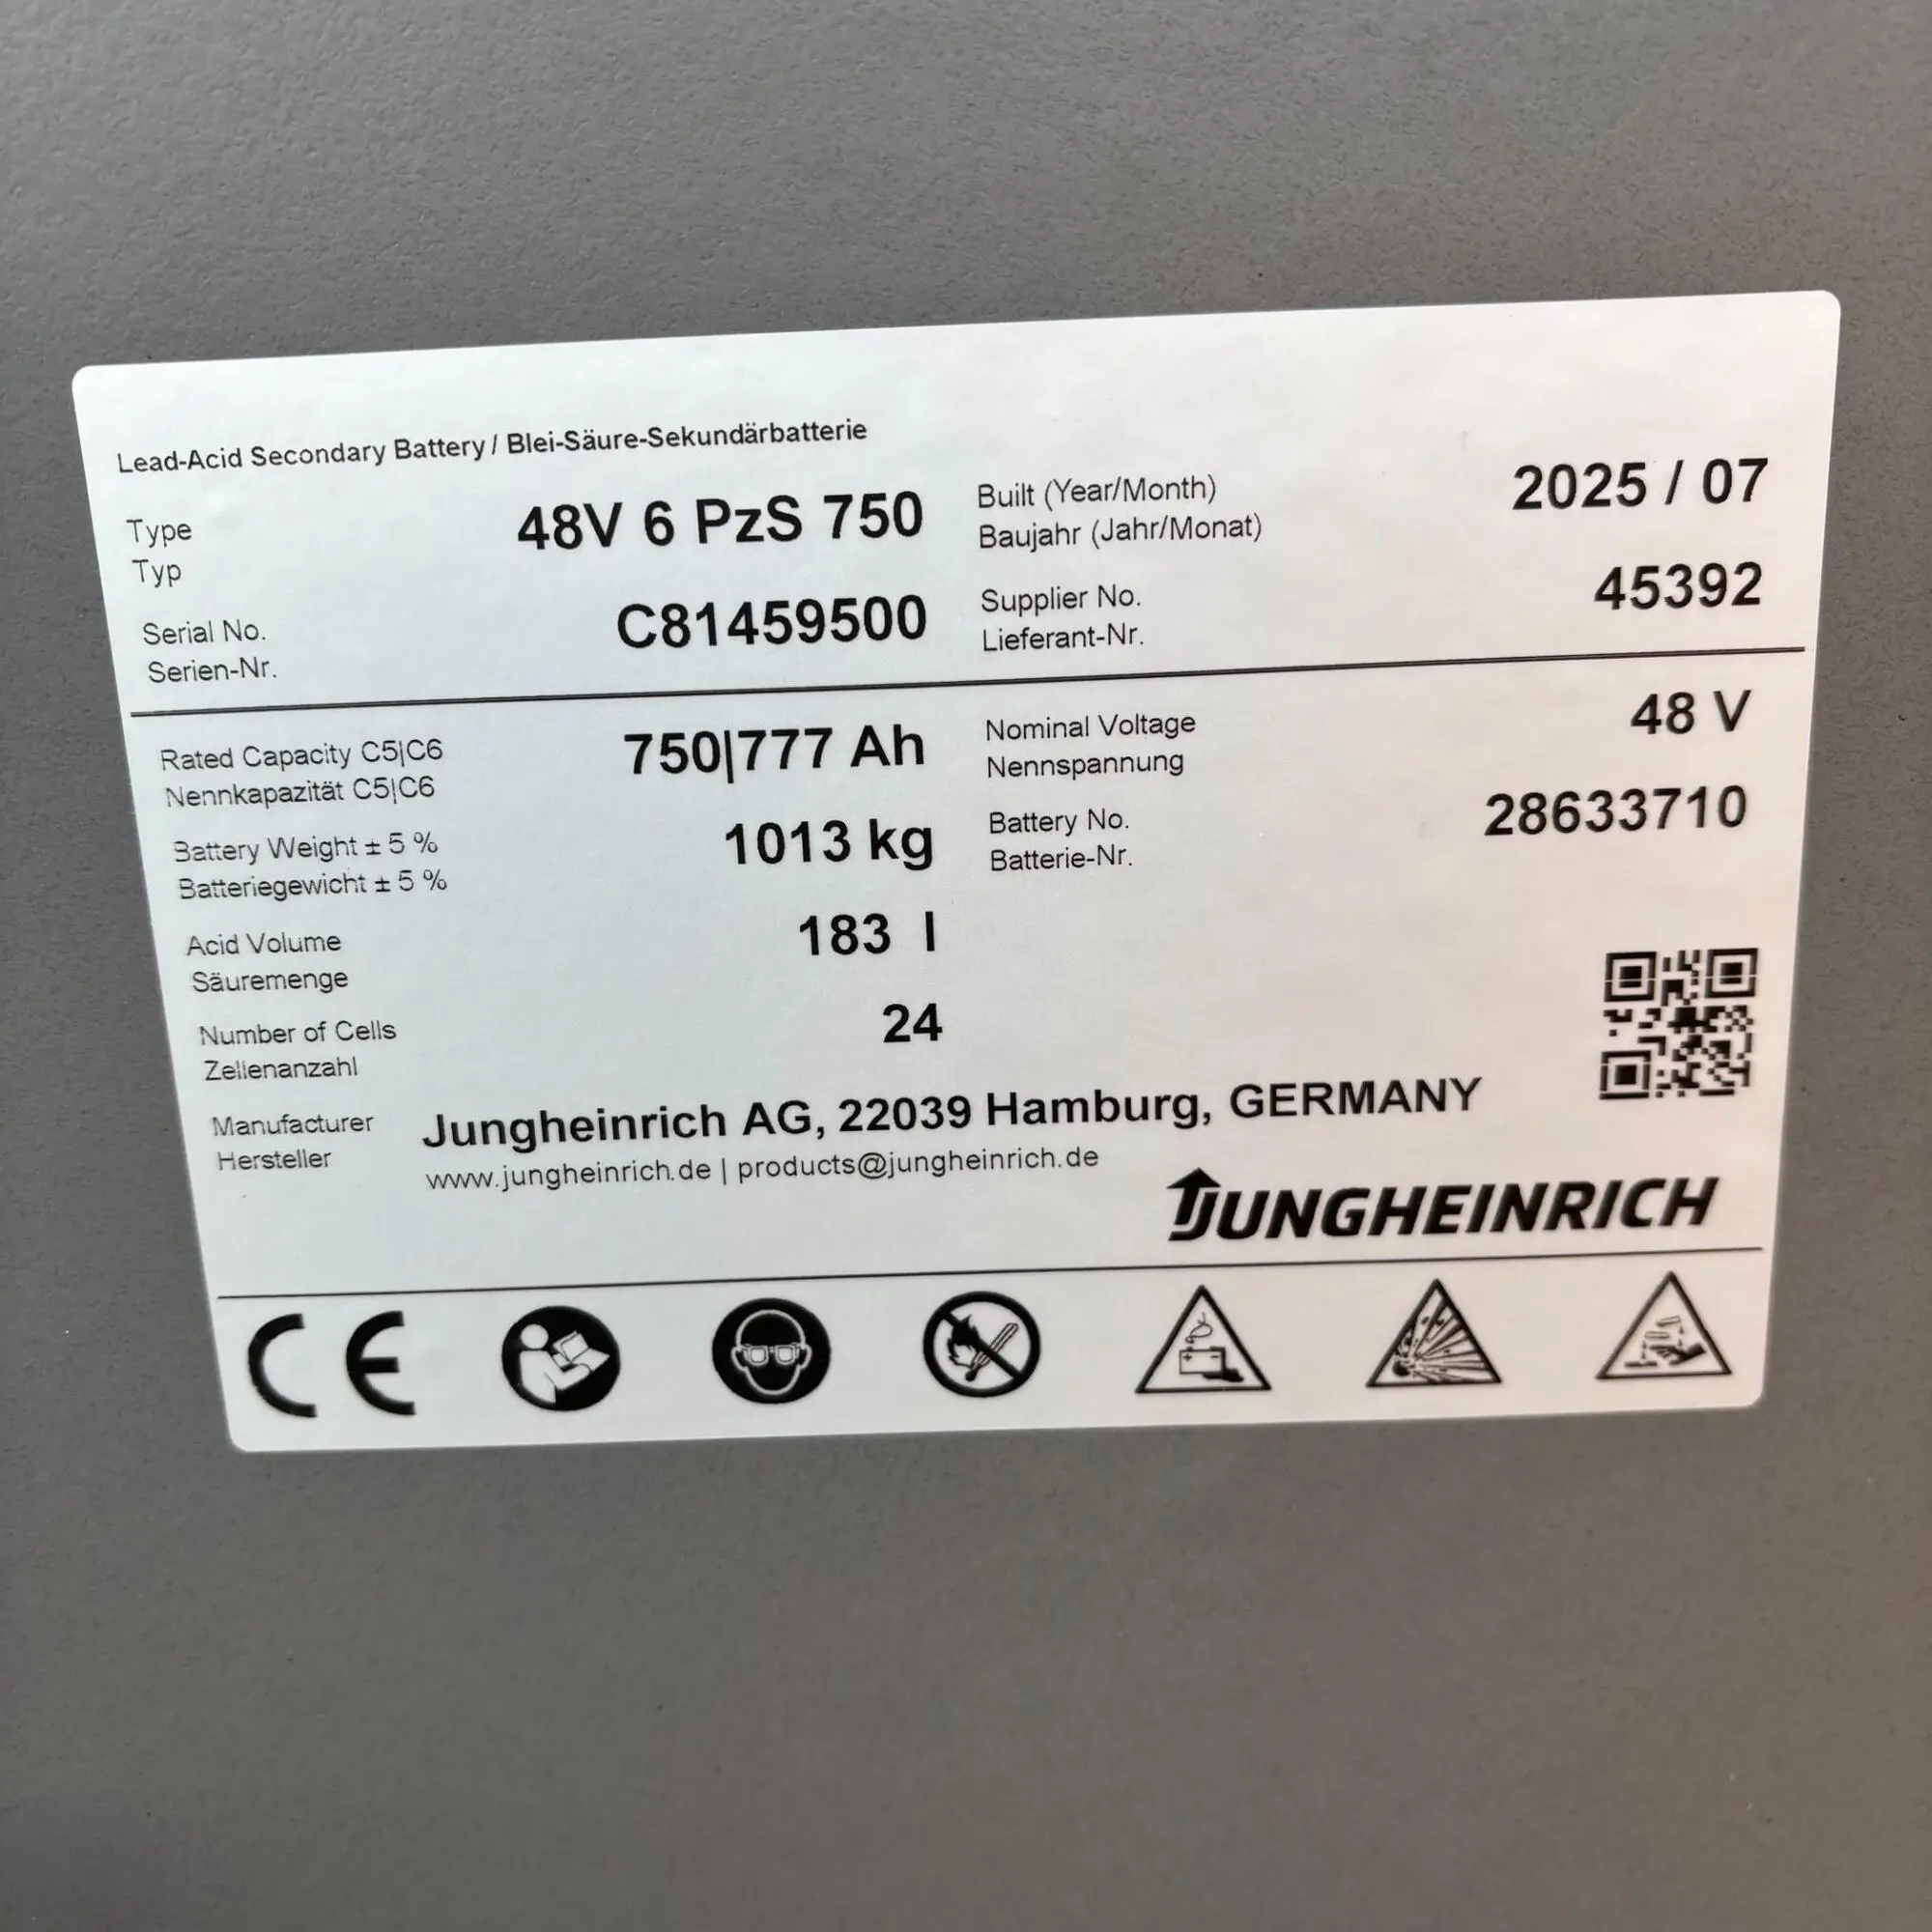 Lead-Acid Secondary Battery / Blei-Säure-Sekundärbatterie
Type
Typ
48V 6 PzS 750
Built (Year/Month)
Baujahr (Jahr/Monat)
2025 / 07
Serial No.
Serien-Nr.
C81459500
Supplier No.
Lieferant-Nr.
45392
Rated Capacity C5|C6
Nennkapazität C5|C6
750|777 Ah
Nominal Voltage
Nennspannung
48 V
Battery Weight ± 5 %
Batteriegewicht ± 5 %
1013 kg
Battery No.
Batterie-Nr.
28633710
Acid Volume
Säuremenge
183 l
Number of Cells
Zellenanzahl
24
Manufacturer
Hersteller
Jungheinrich AG, 22039 Hamburg, GERMANY
www.jungheinrich.de | products@jungheinrich.de
JUNGHEINRICH
CE